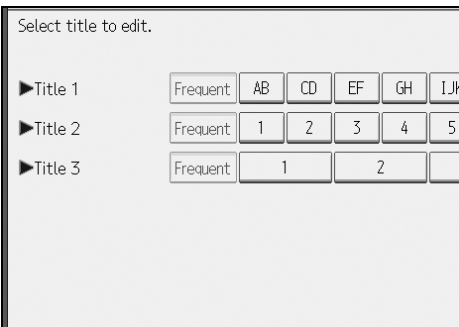 Select title to edit.
▶Title 1 Frequent AB CD EF GH IJK
▶Title 2 Frequent 1 2 3 4 5
▶Title 3 Frequent 1 2